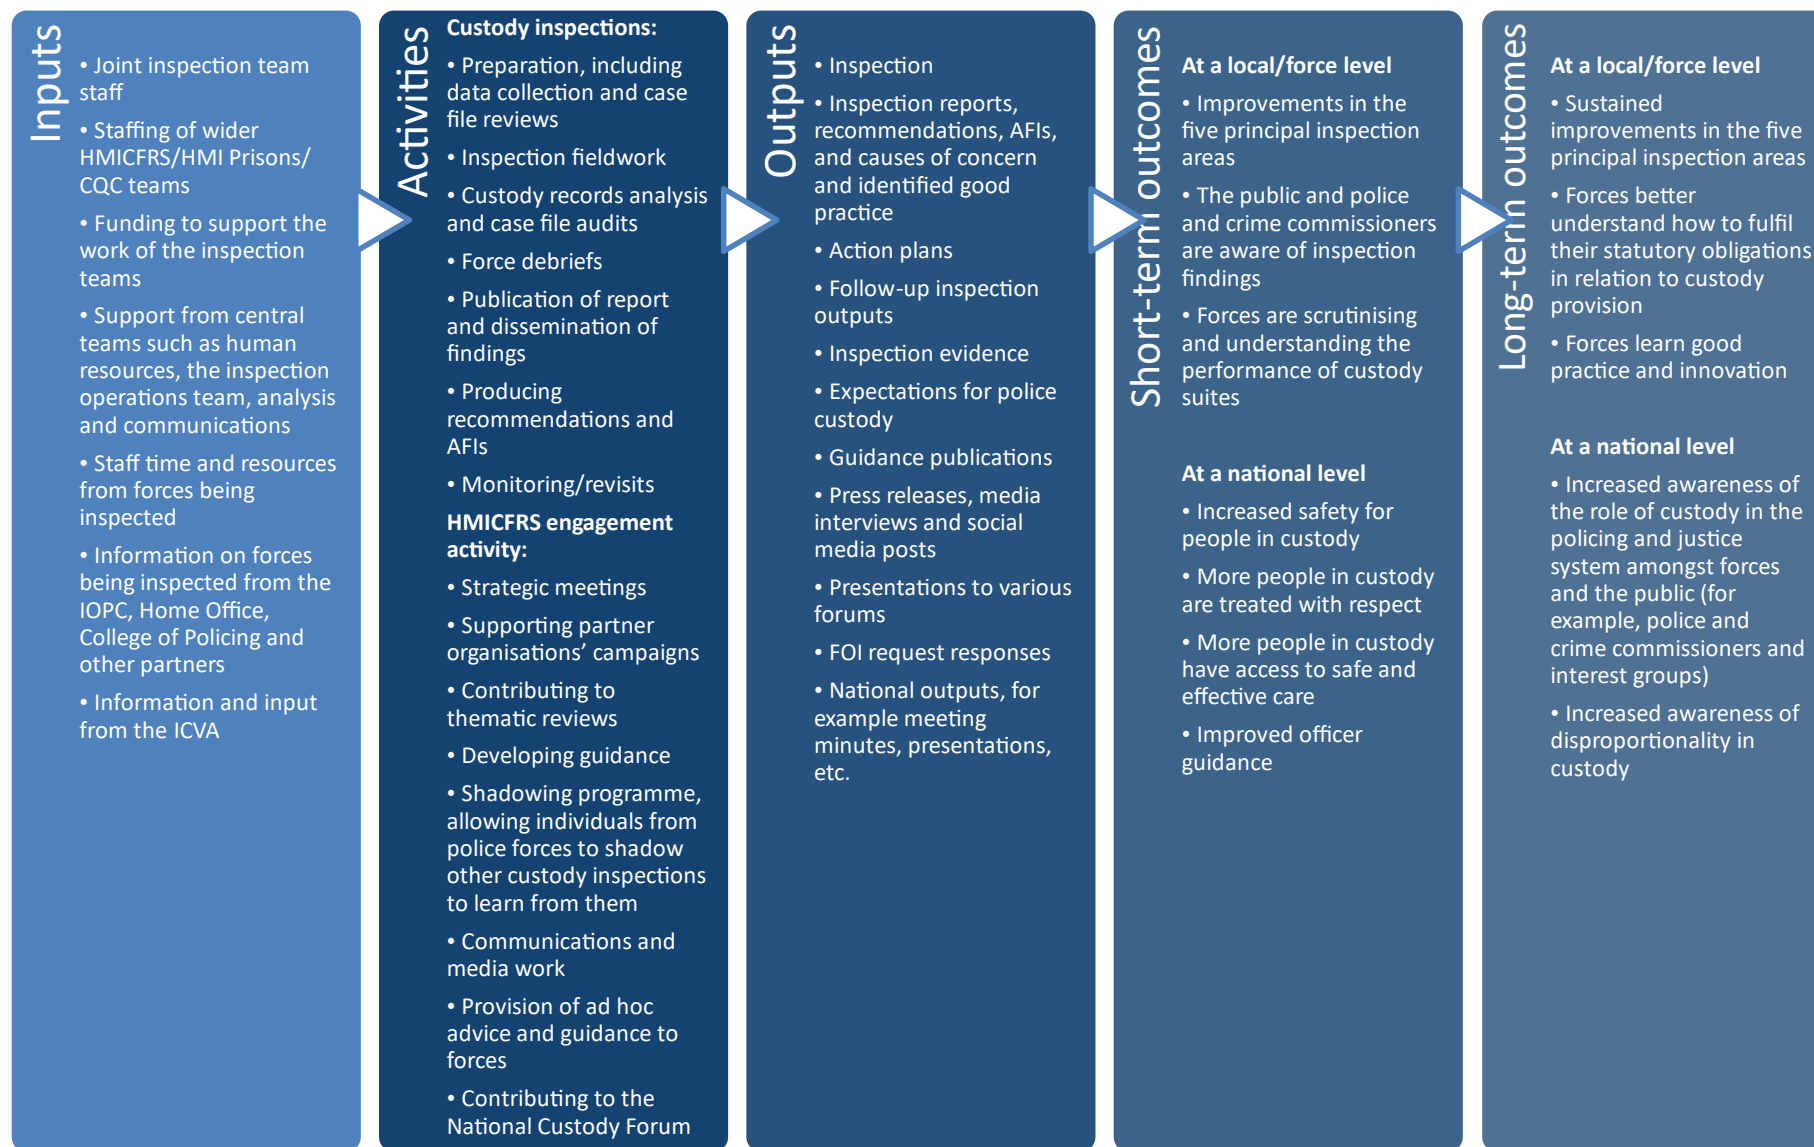 Inputs
• Joint inspection team
staff
• Staffing of wider
HMICFRS/HMI Prisons/
CQC teams
• Funding to support the
work of the inspection
teams
• Support from central
teams such as human
resources, the inspection
operations team, analysis
and communications
• Staff time and resources
from forces being
inspected
• Information on forces
being inspected from the
IOPC, Home Office,
College of Policing and
other partners
• Information and input
from the ICVA
Activities
Custody inspections:
• Preparation, including
data collection and case
file reviews
• Inspection fieldwork
• Custody records analysis
and case file audits
• Force debriefs
• Publication of report
and dissemination of
findings
• Producing
recommendations and
AFIs
• Monitoring/revisits
HMICFRS engagement
activity:
• Strategic meetings
• Supporting partner
organisations’ campaigns
• Contributing to
thematic reviews
• Developing guidance
• Shadowing programme,
allowing individuals from
police forces to shadow
other custody inspections
to learn from them
• Communications and
media work
• Provision of ad hoc
advice and guidance to
forces
• Contributing to the
National Custody Forum
Outputs
• Inspection
• Inspection reports,
recommendations, AFIs,
and causes of concern
and identified good
practice
• Action plans
• Follow-up inspection
outputs
• Inspection evidence
• Expectations for police
custody
• Guidance publications
• Press releases, media
interviews and social
media posts
• Presentations to various
forums
• FOI request responses
• National outputs, for
example meeting
minutes, presentations,
etc.
Short-term outcomes
At a local/force level
• Improvements in the
five principal inspection
areas
• The public and police
and crime commissioners
are aware of inspection
findings
• Forces are scrutinising
and understanding the
performance of custody
suites
At a national level
• Increased safety for
people in custody
• More people in custody
are treated with respect
• More people in custody
have access to safe and
effective care
• Improved officer
guidance
Long-term outcomes
At a local/force level
• Sustained
improvements in the five
principal inspection areas
• Forces better
understand how to fulfil
their statutory obligations
in relation to custody
provision
• Forces learn good
practice and innovation
At a national level
• Increased awareness of
the role of custody in the
policing and justice
system amongst forces
and the public (for
example, police and
crime commissioners and
interest groups)
• Increased awareness of
disproportionality in
custody